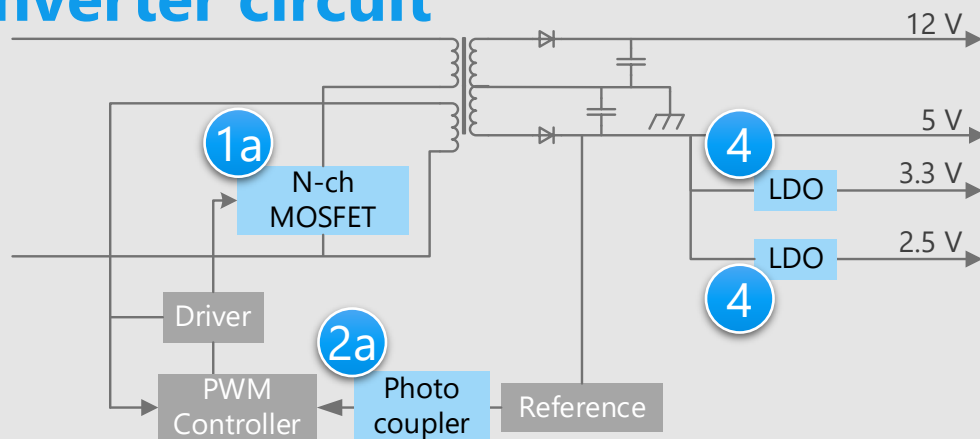 nverter circuit
12 V
5 V
1a
4
N-ch
MOSFET
LDO
3.3 V
2.5 V
LDO
4
Driver
2a
PWM
Controller
Photo
coupler
Reference